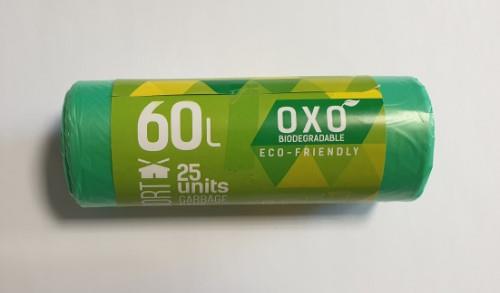 60L
25
units
GARBAGE
OXO
BIODEGRADABLE
ECO-FRIENDLY